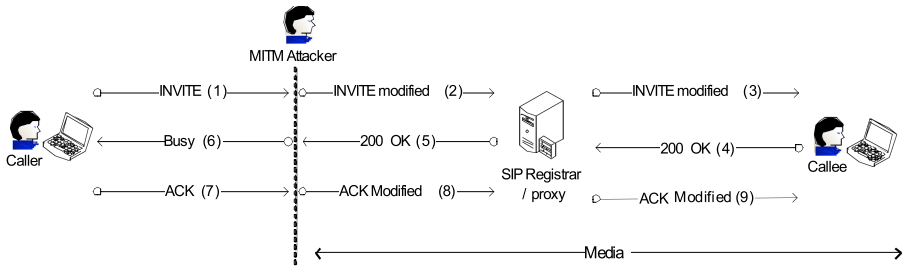 MITM Attacker
INVITE (1)
INVITE modified (2)
INVITE modified (3)
Busy (6)
200 OK (5)
200 OK (4)
Caller
SIP Registrar
/ proxy
Callee
ACK (7)
ACK Modified (8)
ACK Modified (9)
Media